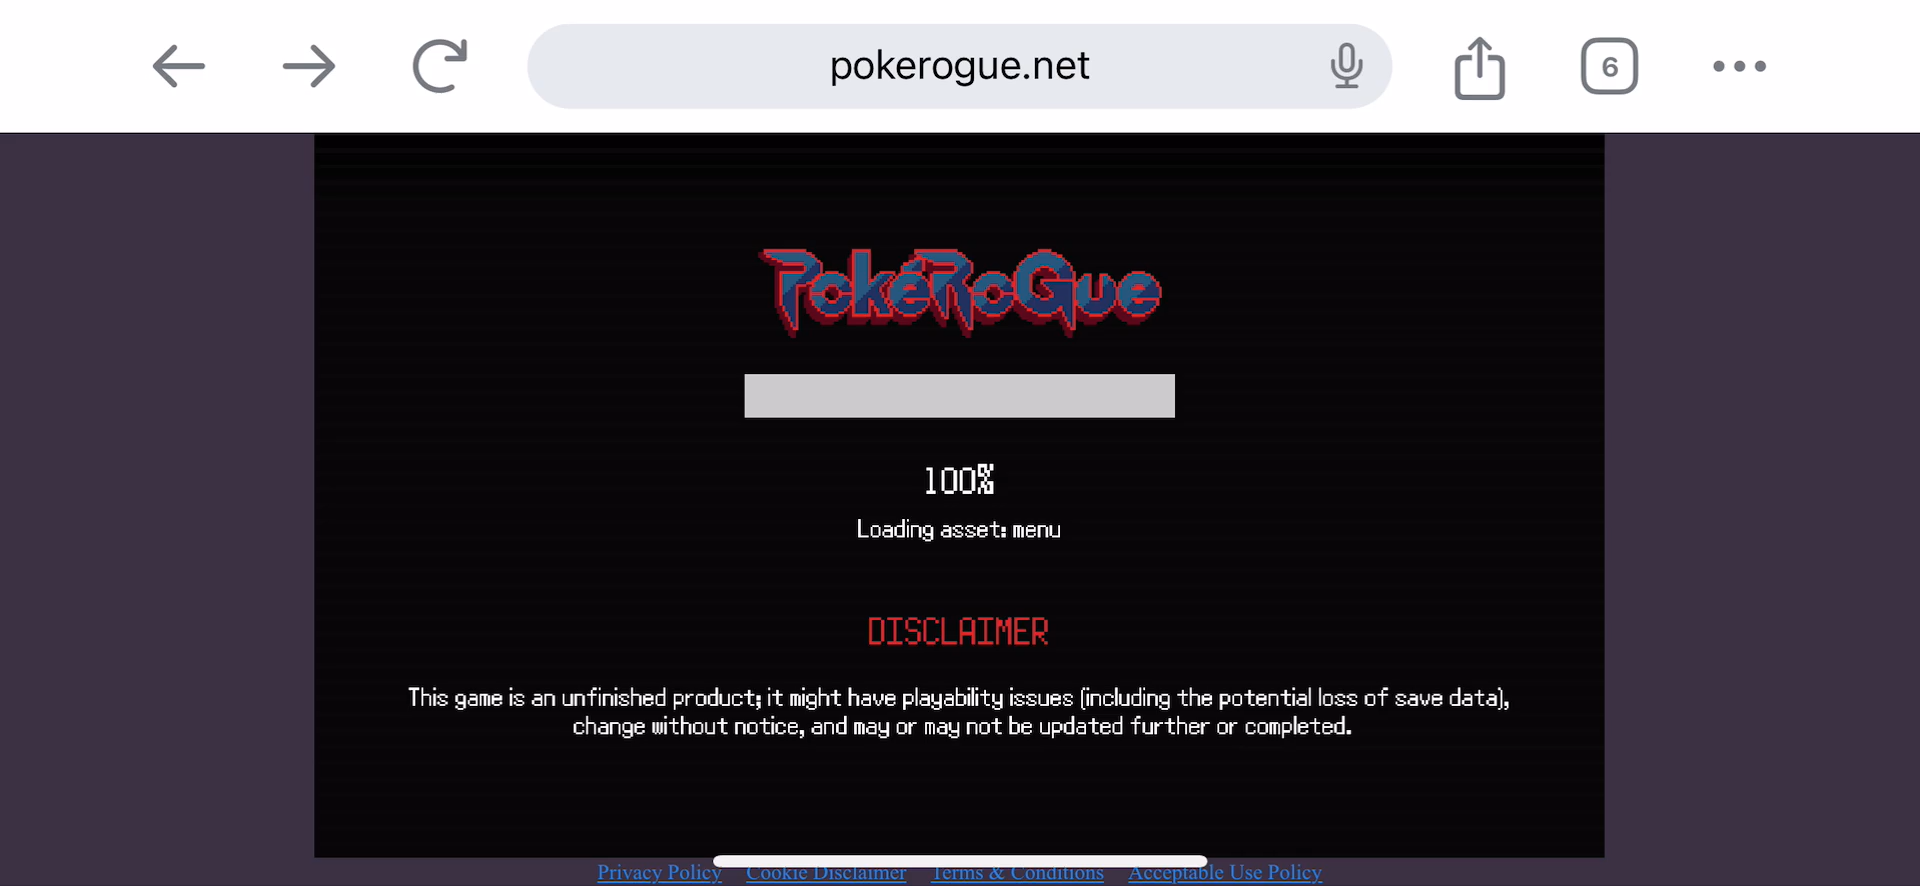 pokerogue.net
6
PokéRoGue
100%
Loading asset: menu
DISCLAIMER
This game is an unfinished product; it might have playability issues (including the potential loss of save data),
change without notice, and may or may not be updated further or completed.
Privacy Policy Cookie Disclaimer Terms & Conditions Acceptable Use Policy